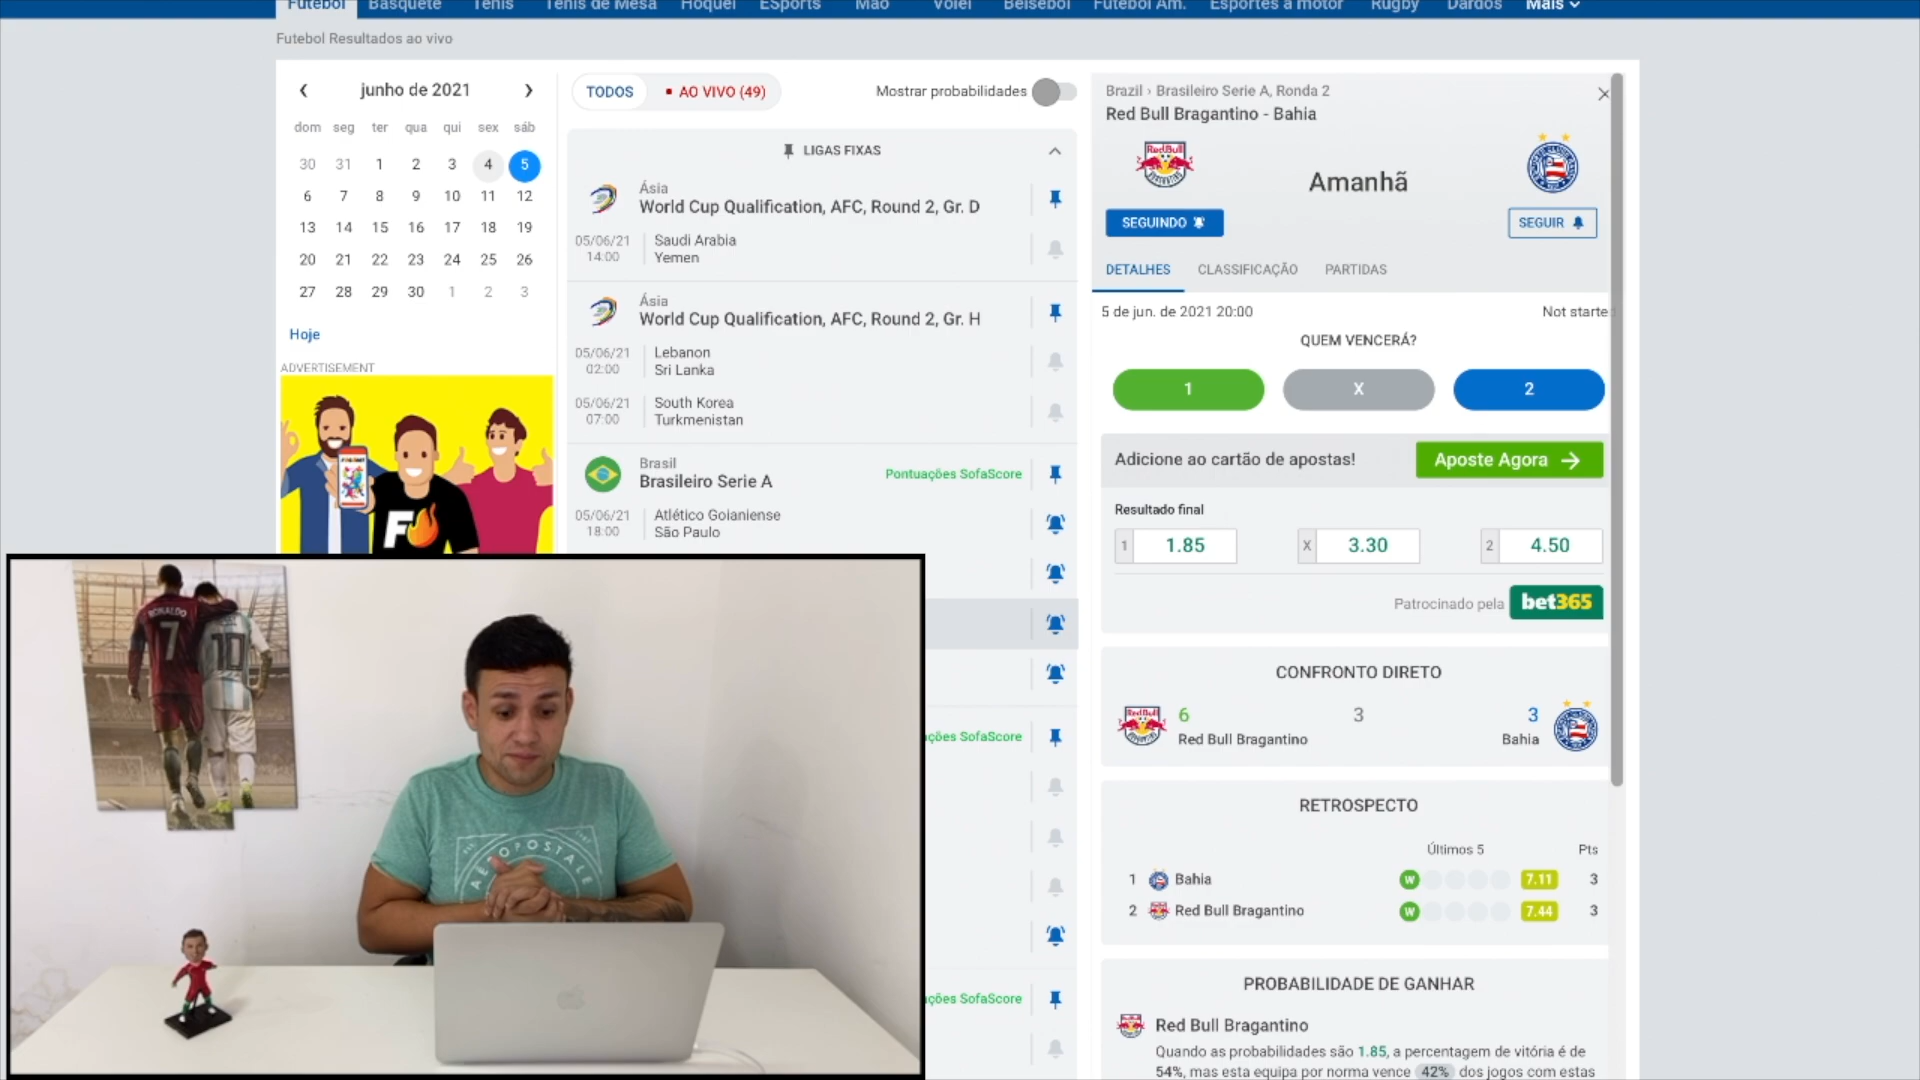 Futebol Basquete Tênis Tênis de Mesa Hóquei ESports Mão Vôlei Beisebol Futebol Am. Esportes a motor Rugby Dardos Mais
Futebol Resultados ao vivo
junho de 2021
dom seg ter qua qui sex sáb
30 31 1 2 3 4 5
6 7 8 9 10 11 12
13 14 15 16 17 18 19
20 21 22 23 24 25 26
27 28 29 30 1 2 3
Hoje
ADVERTISEMENT
F
TODOS
AO VIVO (49)
Mostrar probabilidades
LIGAS FIXAS
Ásia
World Cup Qualification, AFC, Round 2, Gr. D
05/06/21 Saudi Arabia
14:00 Yemen
Ásia
World Cup Qualification, AFC, Round 2, Gr. H
05/06/21 Lebanon
02:00 Sri Lanka
05/06/21 South Korea
07:00 Turkmenistan
Brasil
Brasileiro Serie A
Pontuações SofaScore
05/06/21 Atlético Goianiense
18:00 São Paulo
ações SofaScore
ações SofaScore
RONALDO
7
10
AÉROPOSTALE
Brazil › Brasileiro Serie A, Ronda 2
Red Bull Bragantino - Bahia
Red Bull
Amanhã
SEGUINDO
SEGUIR
DETALHES CLASSIFICAÇÃO PARTIDAS
5 de jun. de 2021 20:00 Not starte
QUEM VENCERÁ?
1 X 2
Adicione ao cartão de apostas!
Aposte Agora
Resultado final
1 1.85 X 3.30 2 4.50
Patrocinado pela bet365
CONFRONTO DIRETO
6 3 3
Red Bull Bragantino Bahia
RETROSPECTO
Últimos 5 Pts
1 Bahia W 7.11 3
2 Red Bull Bragantino W 7.44 3
PROBABILIDADE DE GANHAR
Red Bull Bragantino
Quando as probabilidades são 1.85, a percentagem de vitória é de
54%, mas esta equipa por norma vence 42% dos jogos com estas